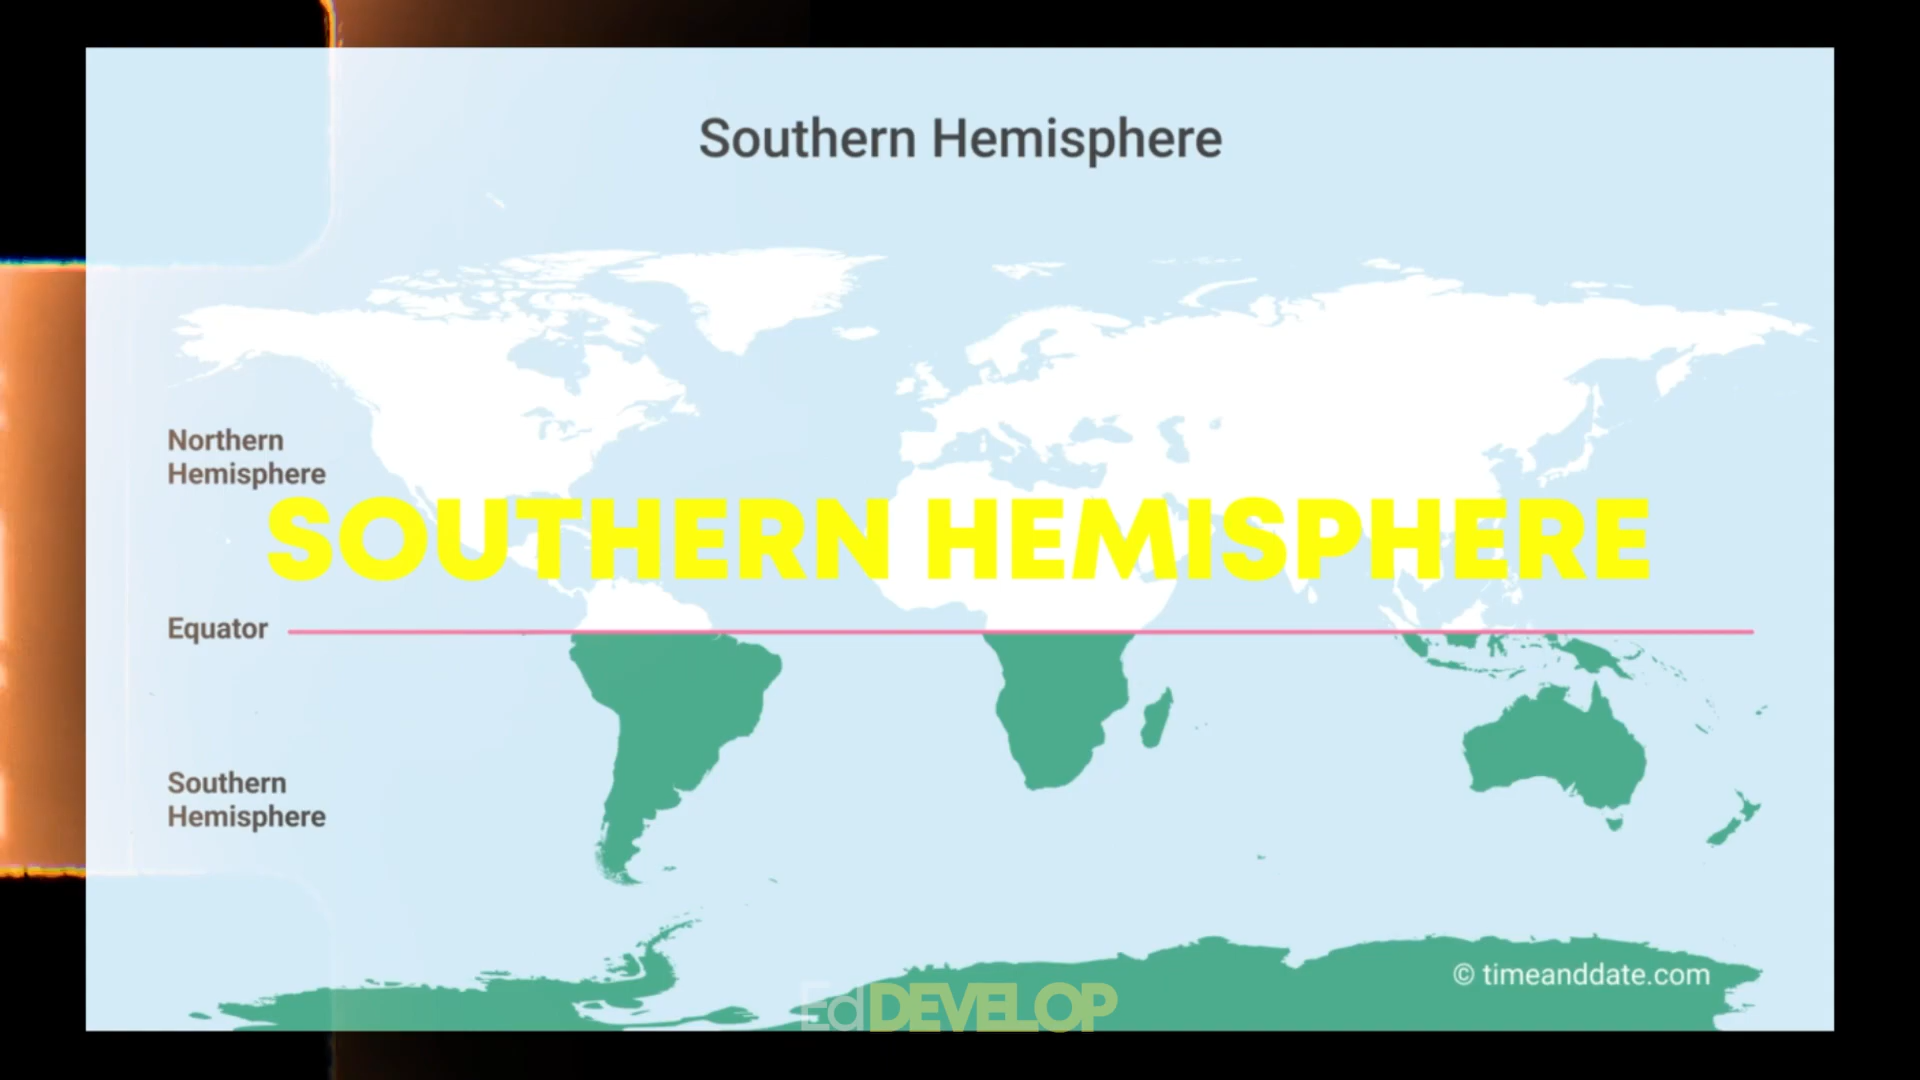 Southern Hemisphere
Northern
Hemisphere
SOUTHERN HEMISPHERE
Equator
Southern
Hemisphere
© timeanddate.com
EdDEVELOP